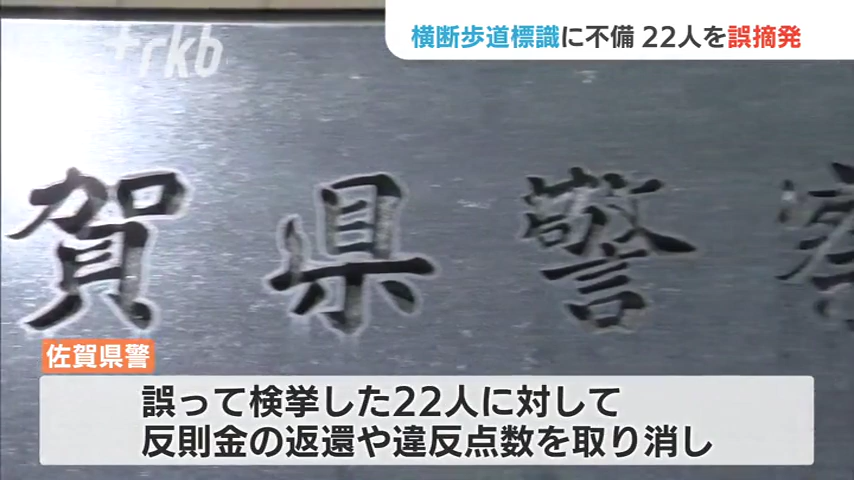 rkb
横断歩道標識に不備 22人を誤摘発
賀県警察
佐賀県警
誤って検挙した22人に対して
反則金の返還や違反点数を取り消し